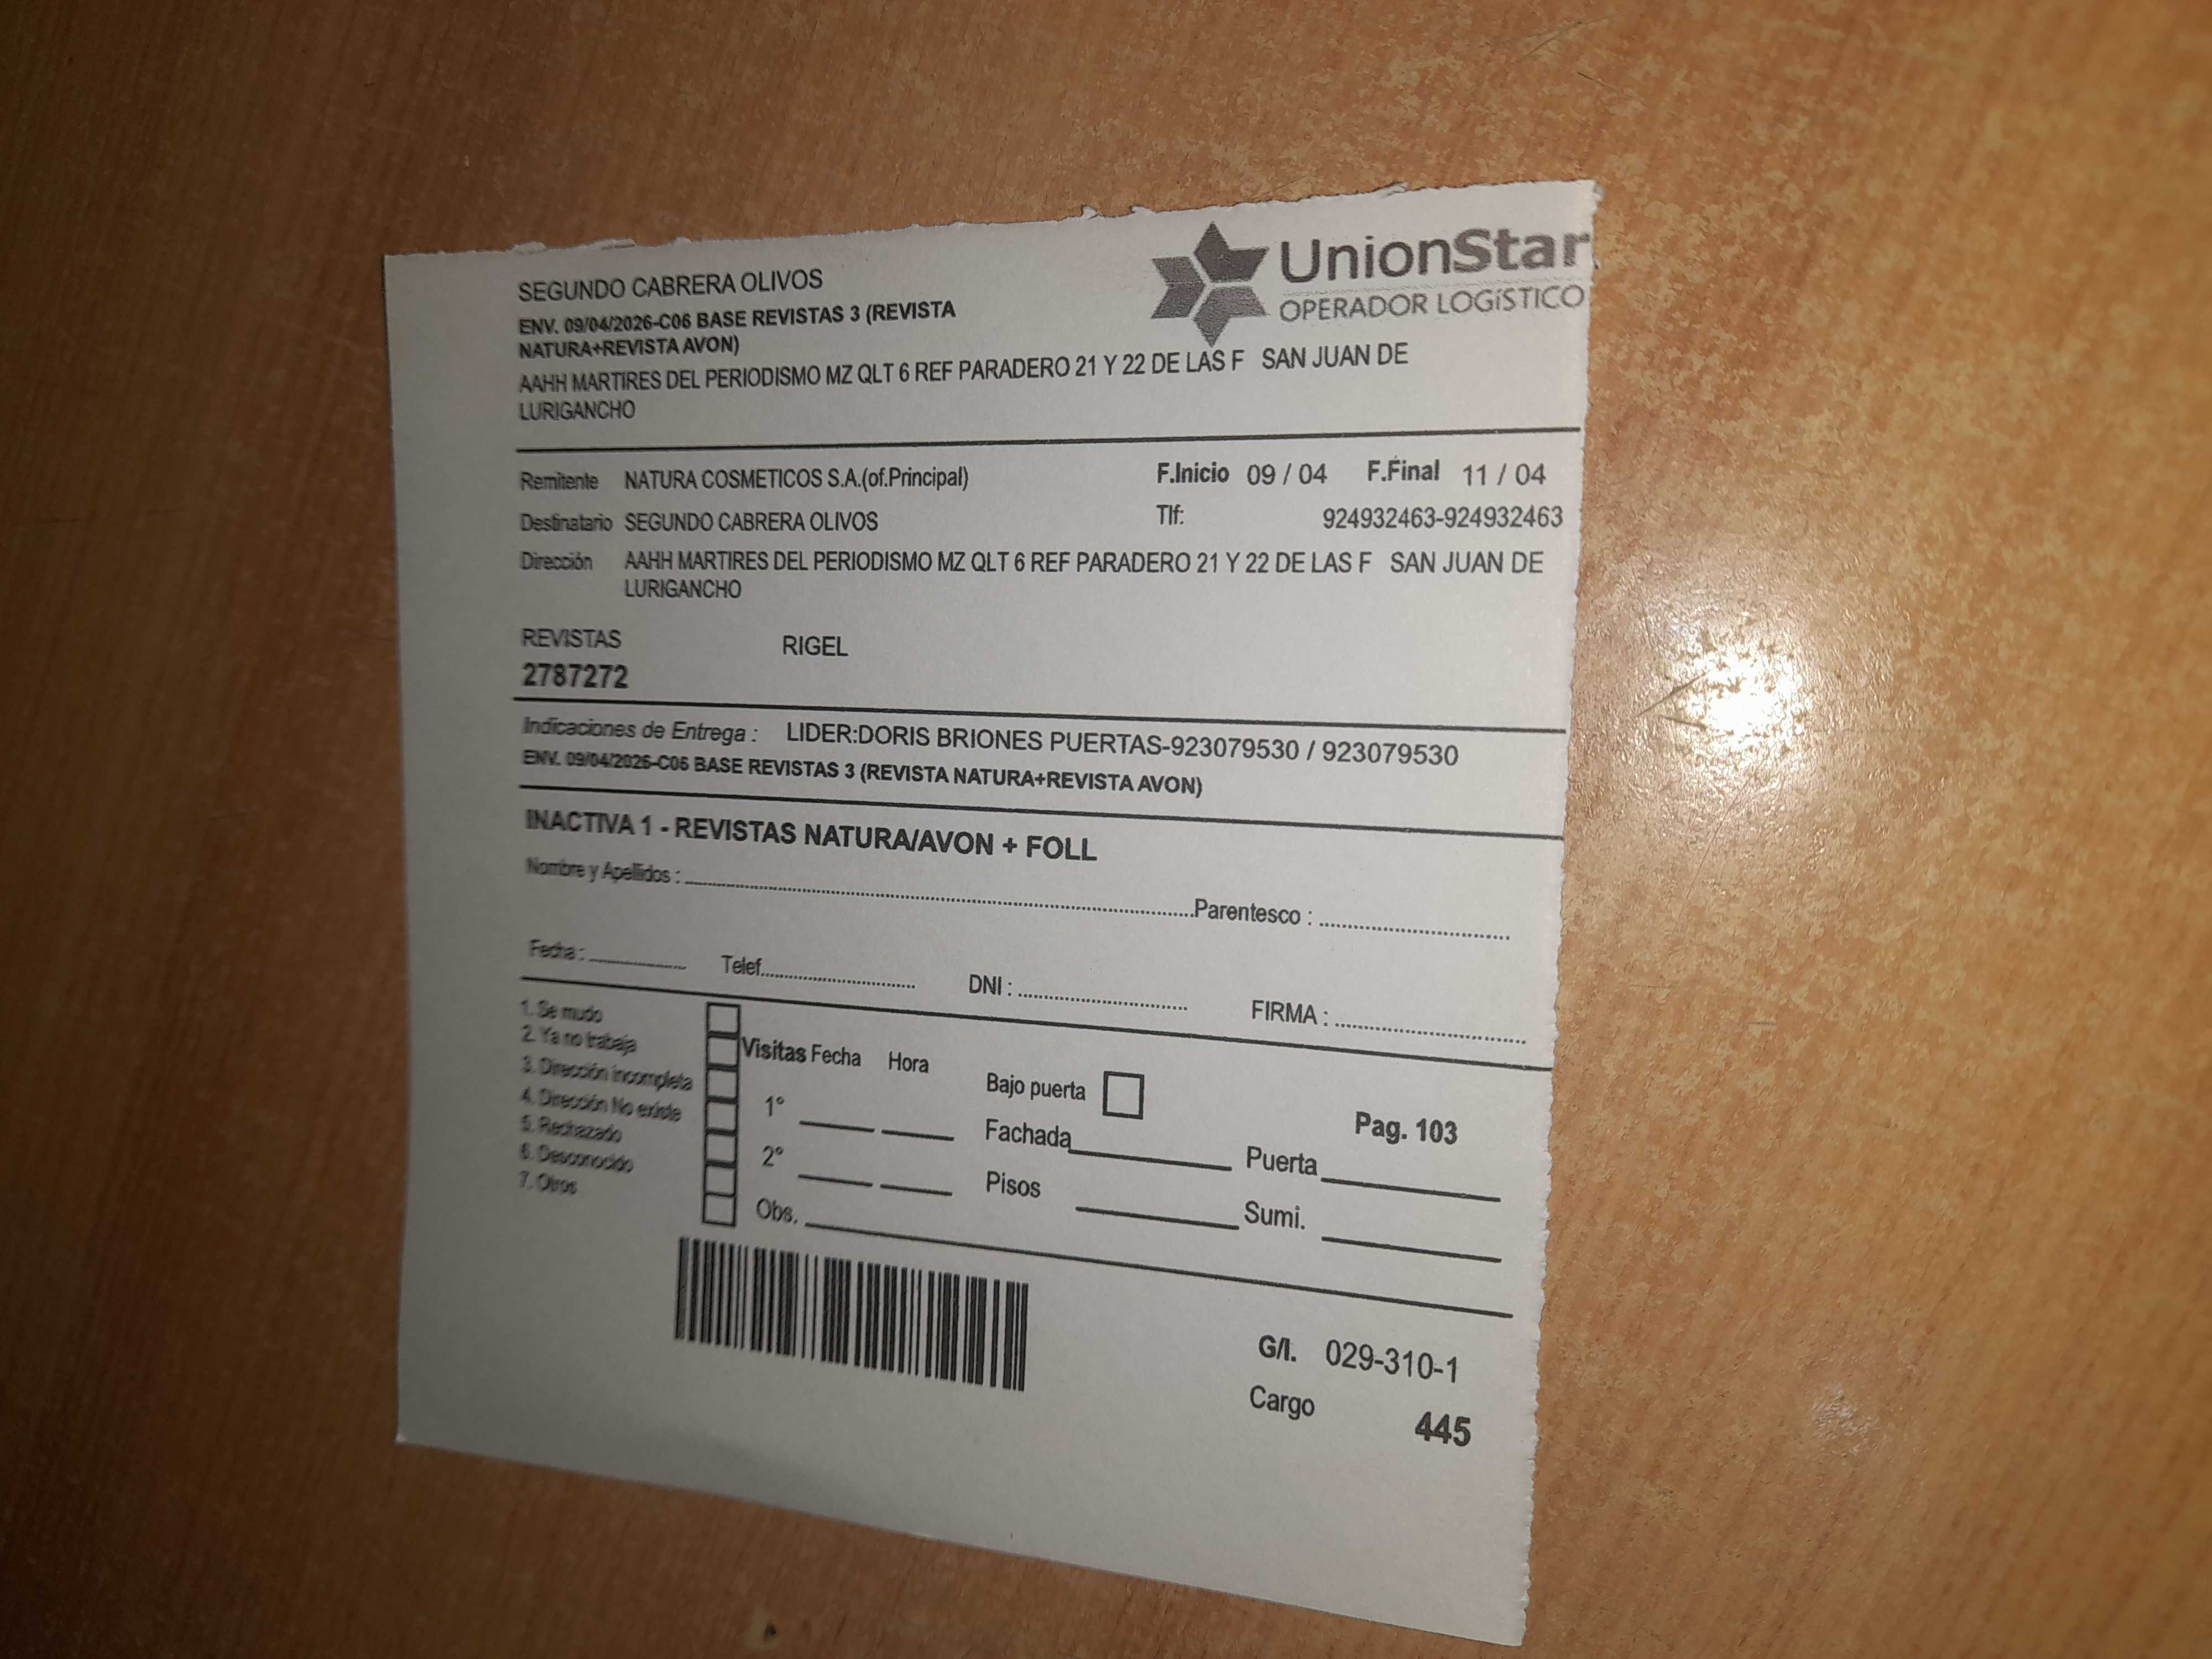 UnionStar
OPERADOR LOGíSTICO
SEGUNDO CABRERA OLIVOS
ENV. 09/04/2026-C06 BASE REVISTAS 3 (REVISTA
NATURA+REVISTA AVON)
AAHH MARTIRES DEL PERIODISMO MZ QLT 6 REF PARADERO 21 Y 22 DE LAS F SAN JUAN DE
LURIGANCHO
Remitente NATURA COSMETICOS S.A.(of.Principal) F.Inicio 09 / 04 F.Final 11 / 04
Destinatario SEGUNDO CABRERA OLIVOS Tlf: 924932463-924932463
Dirección AAHH MARTIRES DEL PERIODISMO MZ QLT 6 REF PARADERO 21 Y 22 DE LAS F SAN JUAN DE
LURIGANCHO
REVISTAS RIGEL
2787272
Indicaciones de Entrega : LIDER:DORIS BRIONES PUERTAS-923079530 / 923079530
ENV. 09/04/2026-C06 BASE REVISTAS 3 (REVISTA NATURA+REVISTA AVON)
INACTIVA 1 - REVISTAS NATURA/AVON + FOLL
Nombre y Apellidos : Parentesco :
Fecha : Telef. DNI : FIRMA :
1. Se mudo
2. Ya no trabaja
3. Dirección incompleta
4. Dirección No existe
5. Rechazado
6. Desconocido
7. Otros
Visitas Fecha Hora
1°
2°
Obs.
Bajo puerta
Fachada
Pisos
Pag. 103
Puerta
Sumi.
G/I. 029-310-1
Cargo 445